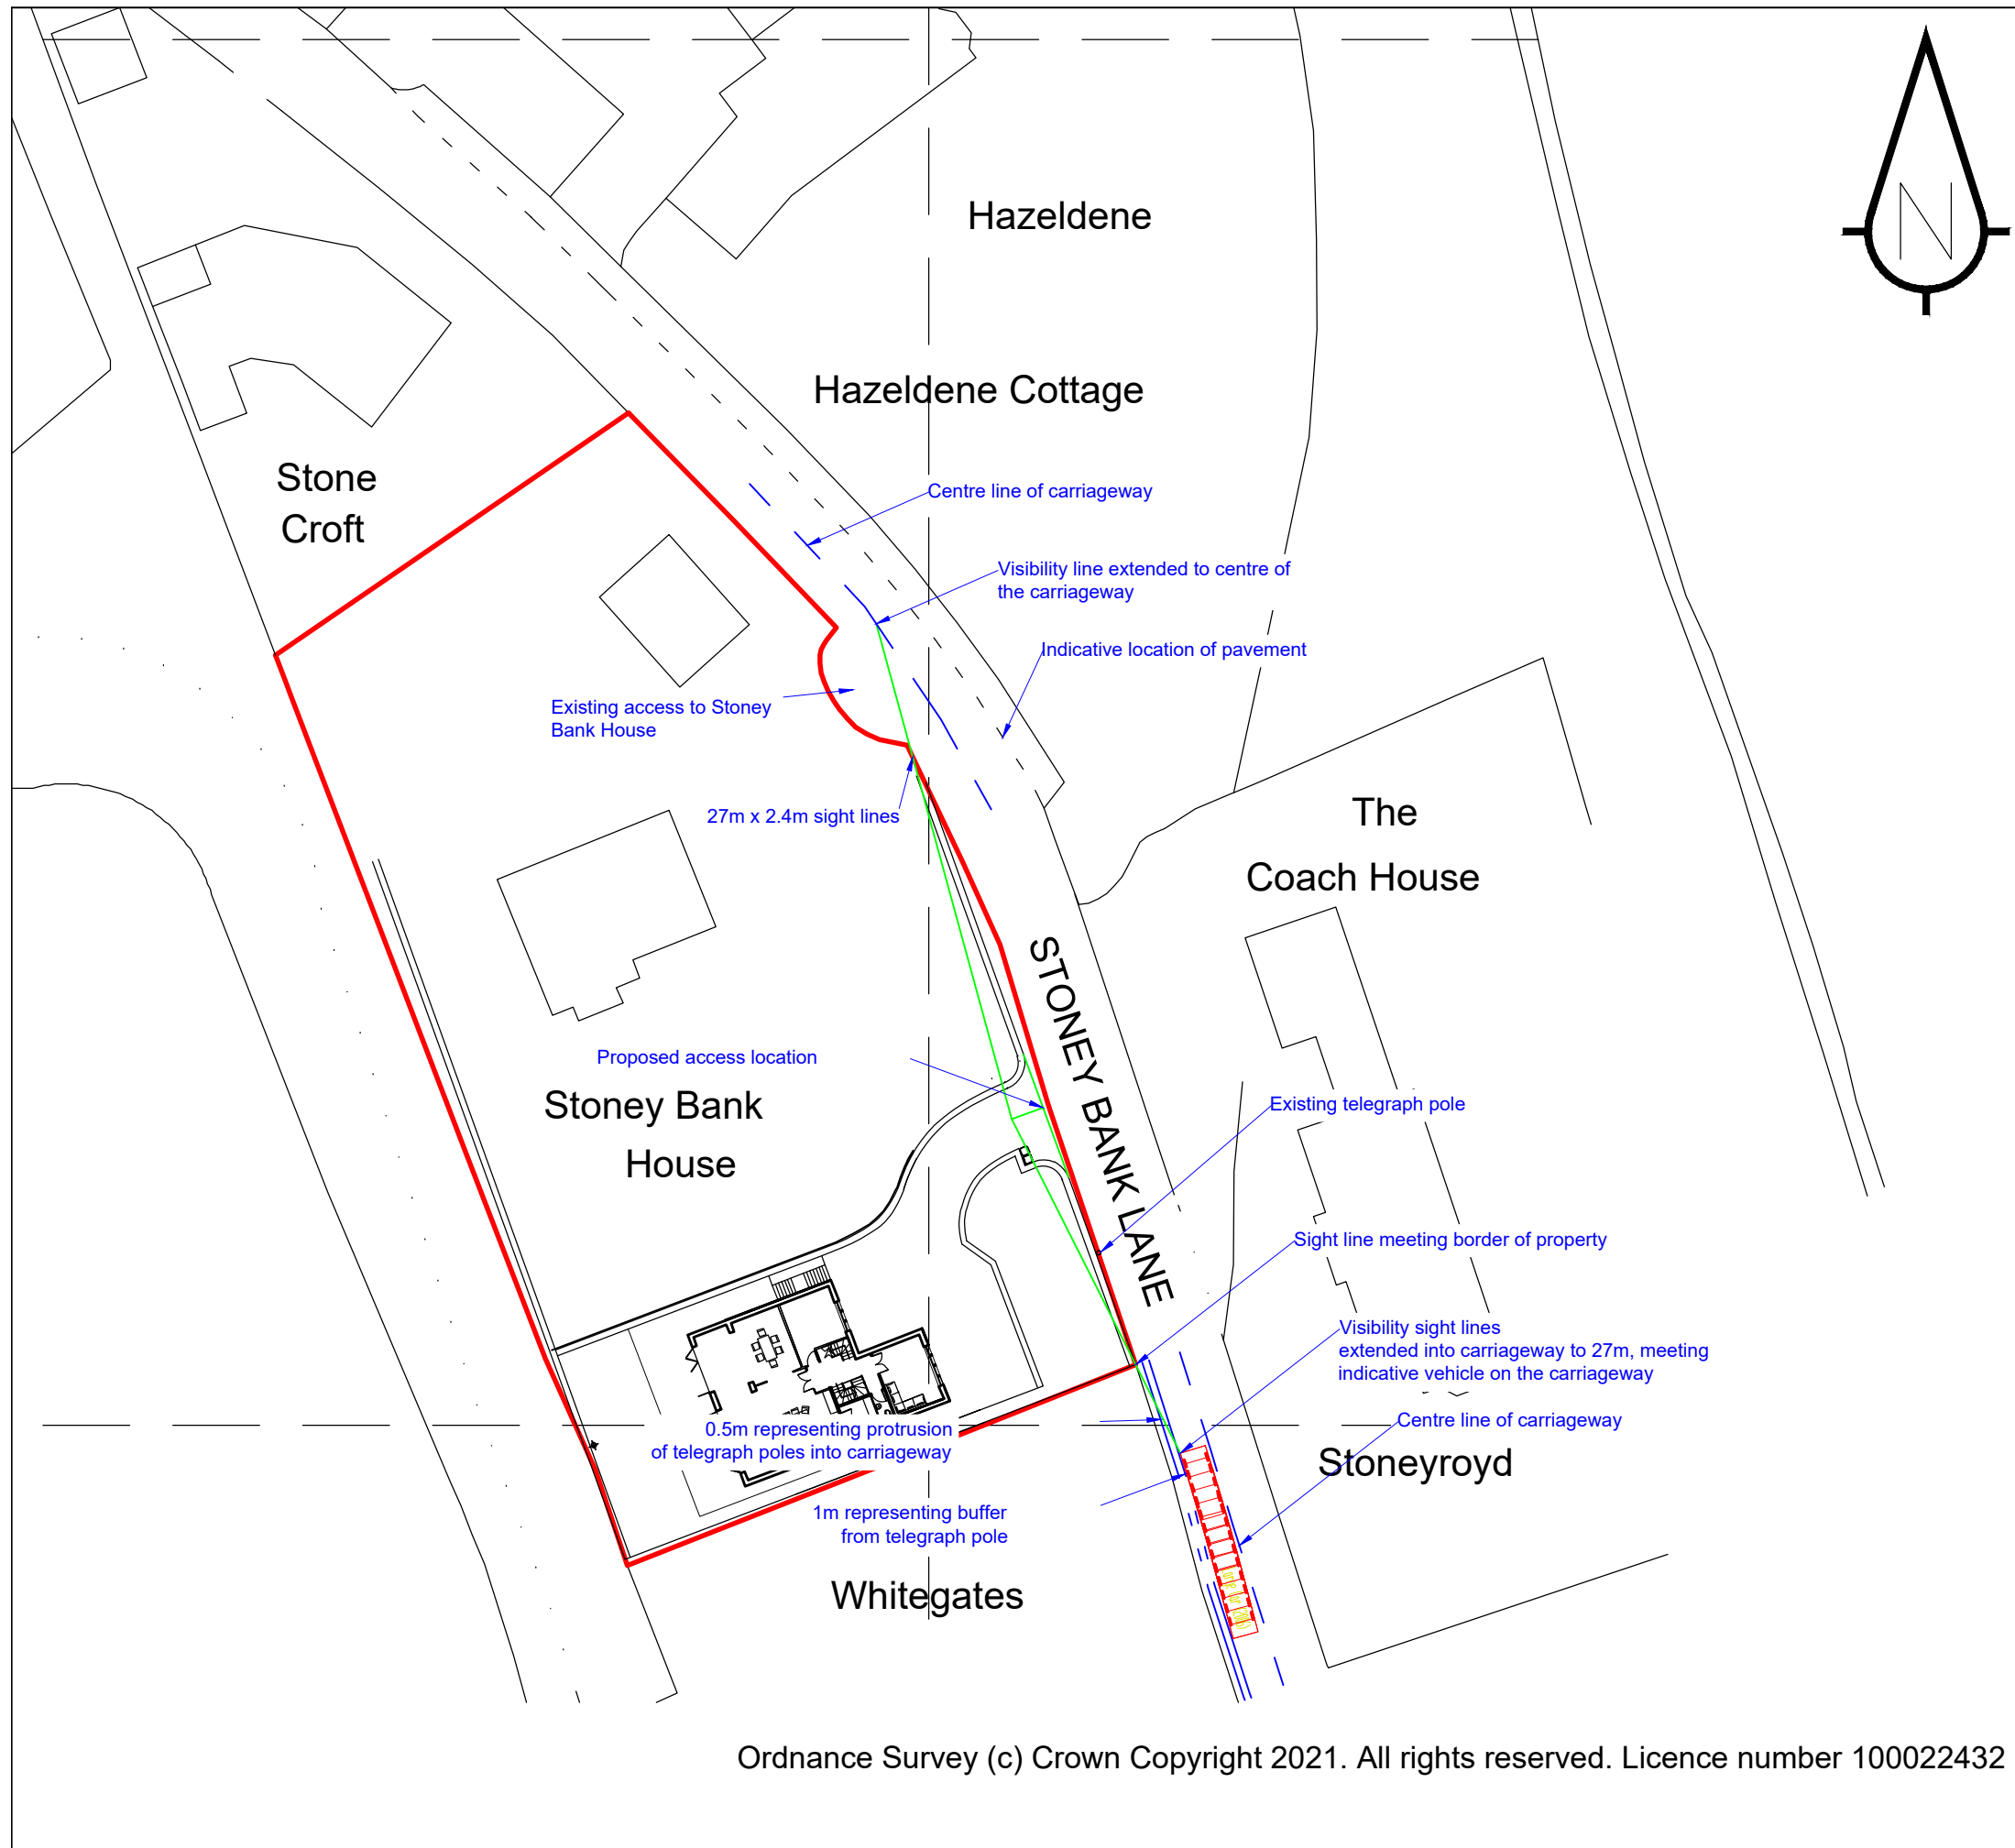 N
Hazeldene
Hazeldene Cottage
Stone
Croft
Centre line of carriageway
Visibility line extended to centre of
the carriageway
Indicative location of pavement
Existing access to Stoney
Bank House
27m x 2.4m sight lines
The
Coach House
STONEY BANK LANE
Proposed access location
Stoney Bank
House
Existing telegraph pole
Sight line meeting border of property
Visibility sight lines
extended into carriageway to 27m, meeting
indicative vehicle on the carriageway
0.5m representing protrusion
of telegraph poles into carriageway
Centre line of carriageway
Stoneyroyd
1m representing buffer
from telegraph pole
Whitegates
Ordnance Survey (c) Crown Copyright 2021. All rights reserved. Licence number 100022432